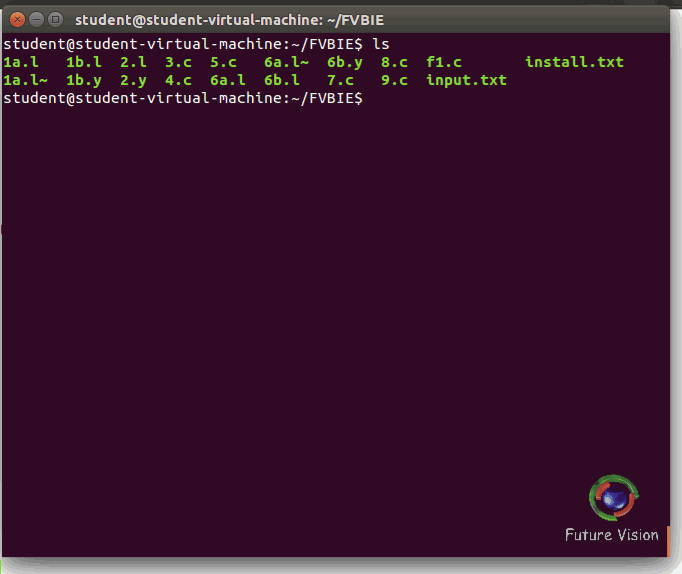 student@student-virtual-machine: ~/FVBIE
student@student-virtual-machine:~/FVBIE$ ls
1a.l 1b.l 2.l 3.c 5.c 6a.l~ 6b.y 8.c f1.c install.txt
1a.l~ 1b.y 2.y 4.c 6a.l 6b.l 7.c 9.c input.txt
student@student-virtual-machine:~/FVBIE$
Future Vision